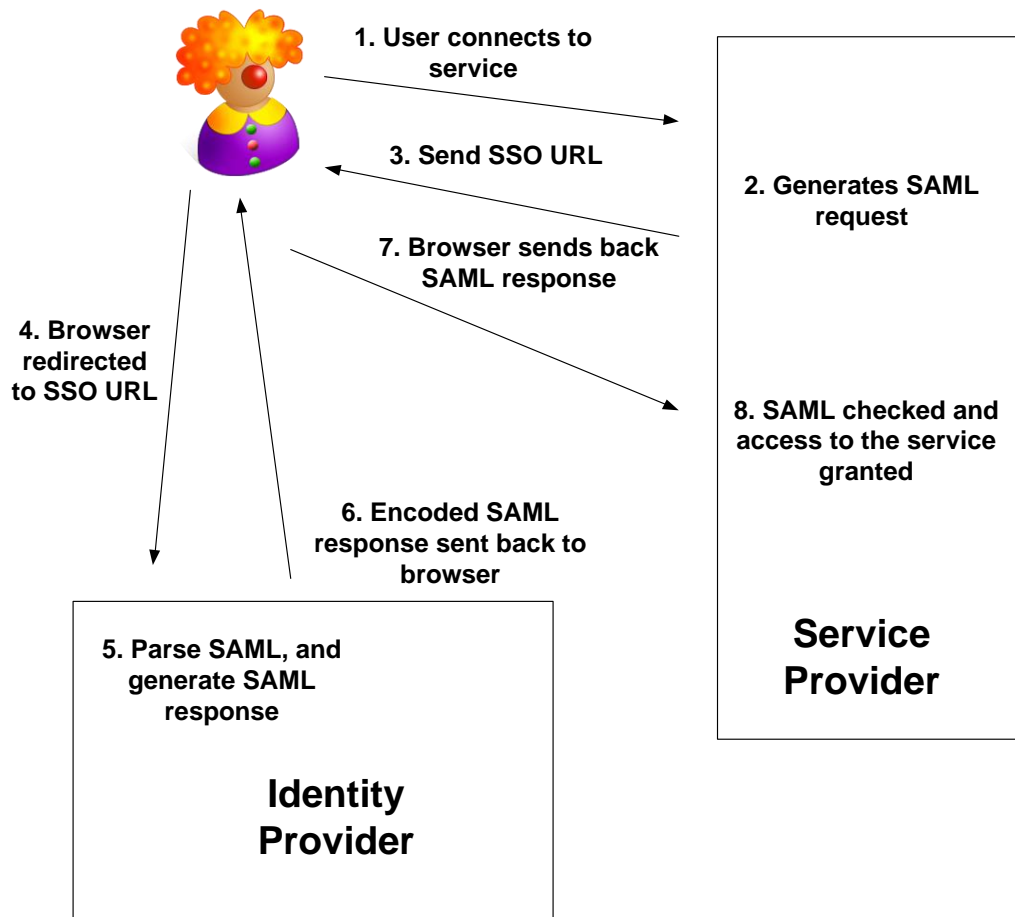 1. User connects to
service
3. Send SSO URL
2. Generates SAML
request
7. Browser sends back
SAML response
4. Browser
redirected
to SSO URL
8. SAML checked and
access to the service
granted
6. Encoded SAML
response sent back to
browser
5. Parse SAML, and
generate SAML
response
Service
Provider
Identity
Provider